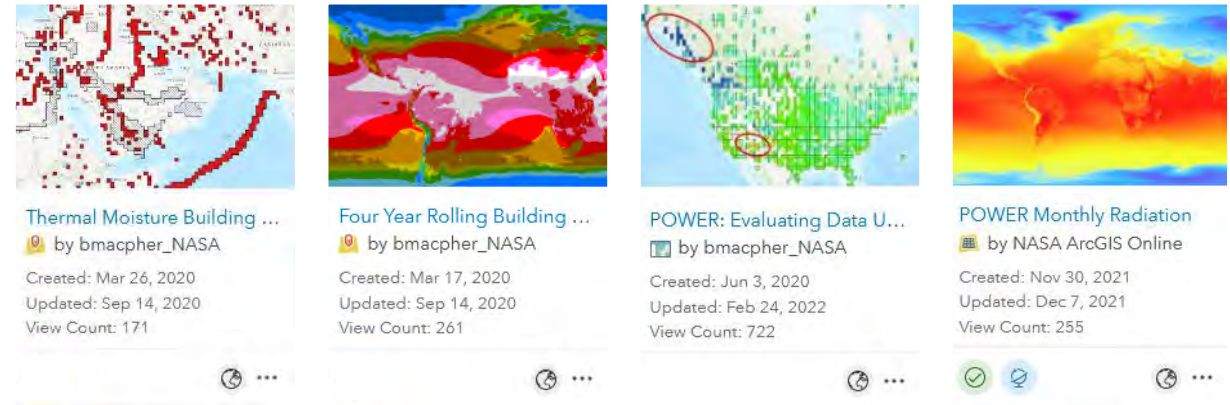 Thermal Moisture Building ...
by bmacpher_NASA
Created: Mar 26, 2020
Updated: Sep 14, 2020
View Count: 171
Four Year Rolling Building ...
by bmacpher_NASA
Created: Mar 17, 2020
Updated: Sep 14, 2020
View Count: 261
POWER: Evaluating Data U...
by bmacpher_NASA
Created: Jun 3, 2020
Updated: Feb 24, 2022
View Count: 722
POWER Monthly Radiation
by NASA ArcGIS Online
Created: Nov 30, 2021
Updated: Dec 7, 2021
View Count: 255